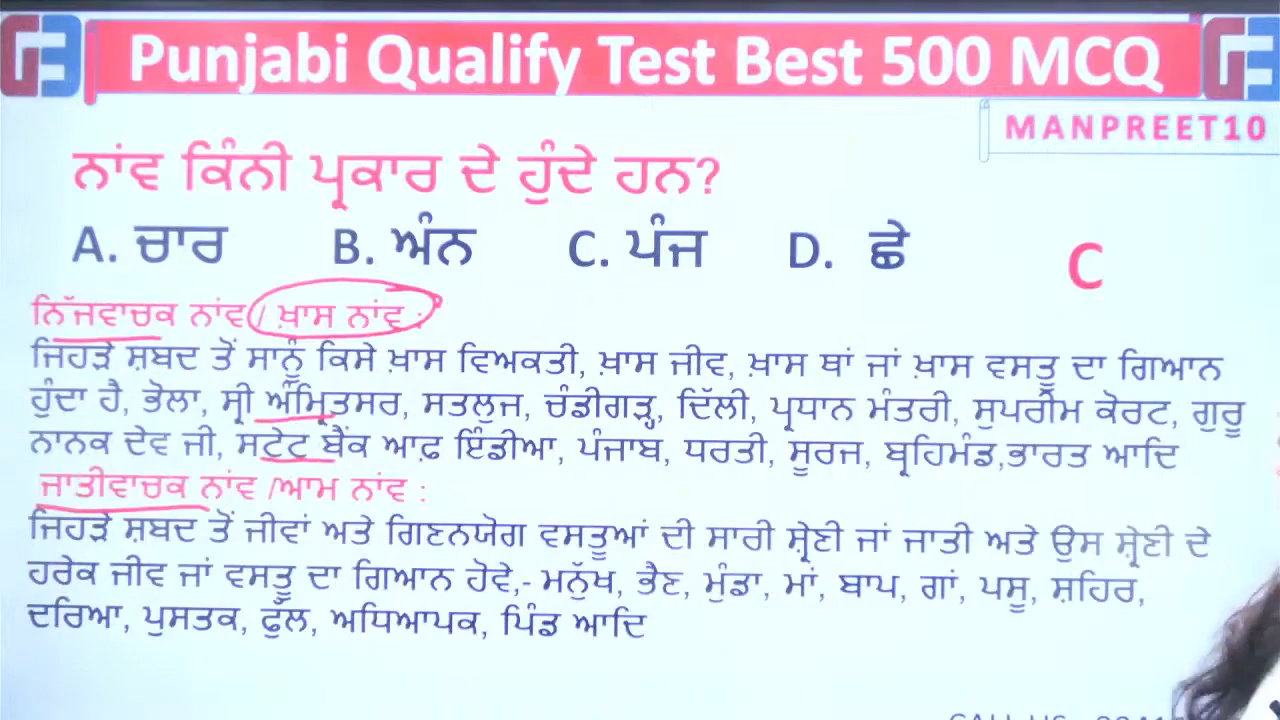 Punjabi Qualify Test Best 500 MCQ
MANPREET10
ਨਾਂਵ ਕਿੰਨੀ ਪ੍ਰਕਾਰ ਦੇ ਹੁੰਦੇ ਹਨ?
A. ਚਾਰ B. ਅੰਨ C. ਪੰਜ D. ਛੇ C
ਨਿੱਜਵਾਚਕ ਨਾਂਵ / ਖ਼ਾਸ ਨਾਂਵ :
ਜਿਹੜੇ ਸ਼ਬਦ ਤੋਂ ਸਾਨੂੰ ਕਿਸੇ ਖ਼ਾਸ ਵਿਅਕਤੀ, ਖ਼ਾਸ ਜੀਵ, ਖ਼ਾਸ ਥਾਂ ਜਾਂ ਖ਼ਾਸ ਵਸਤੂ ਦਾ ਗਿਆਨ
ਹੁੰਦਾ ਹੈ, ਭੋਲਾ, ਸ੍ਰੀ ਅੰਮ੍ਰਿਤਸਰ, ਸਤਲੁਜ, ਚੰਡੀਗੜ੍ਹ, ਦਿੱਲੀ, ਪ੍ਰਧਾਨ ਮੰਤਰੀ, ਸੁਪਰੀਮ ਕੋਰਟ, ਗੁਰੂ
ਨਾਨਕ ਦੇਵ ਜੀ, ਸਟੇਟ ਬੈਂਕ ਆਫ਼ ਇੰਡੀਆ, ਪੰਜਾਬ, ਧਰਤੀ, ਸੂਰਜ, ਬ੍ਰਹਿਮੰਡ,ਭਾਰਤ ਆਦਿ
ਜਾਤੀਵਾਚਕ ਨਾਂਵ /ਆਮ ਨਾਂਵ :
ਜਿਹੜੇ ਸ਼ਬਦ ਤੋਂ ਜੀਵਾਂ ਅਤੇ ਗਿਣਨਯੋਗ ਵਸਤੂਆਂ ਦੀ ਸਾਰੀ ਸ਼੍ਰੇਣੀ ਜਾਂ ਜਾਤੀ ਅਤੇ ਉਸ ਸ਼੍ਰੇਣੀ ਦੇ
ਹਰੇਕ ਜੀਵ ਜਾਂ ਵਸਤੂ ਦਾ ਗਿਆਨ ਹੋਵੇ,- ਮਨੁੱਖ, ਭੈਣ, ਮੁੰਡਾ, ਮਾਂ, ਬਾਪ, ਗਾਂ, ਪਸ਼ੂ, ਸ਼ਹਿਰ,
ਦਰਿਆ, ਪੁਸਤਕ, ਫੁੱਲ, ਅਧਿਆਪਕ, ਪਿੰਡ ਆਦਿ